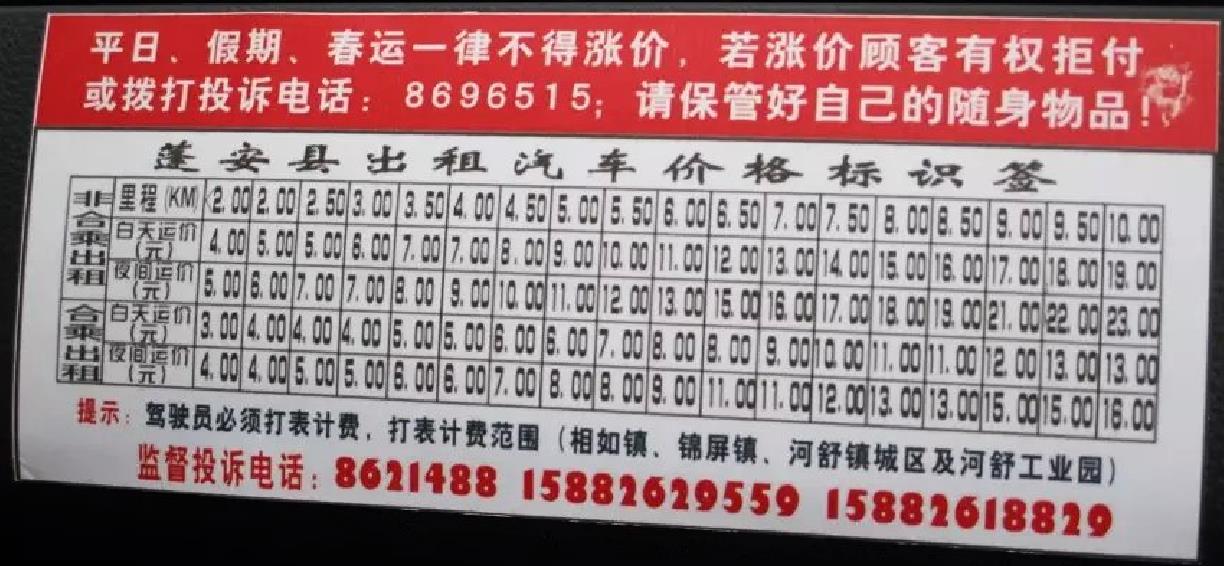 平日、假期、春运一律不得涨价，若涨价顾客有权拒付
或拨打投诉电话：8696515；请保管好自己的随身物品！
蓬安县出租汽车价格标识签
非合乘出租 里程(KM) <2.00 2.00 2.50 3.00 3.50 4.00 4.50 5.00 5.50 6.00 6.50 7.00 7.50 8.00 8.50 9.00 9.50 10.00
白天运价(元) 4.00 5.00 5.00 6.00 7.00 7.00 8.00 9.00 10.00 11.00 12.00 13.00 14.00 15.00 16.00 17.00 18.00 19.00
夜间运价(元) 5.00 6.00 7.00 7.00 8.00 9.00 10.00 11.00 12.00 13.00 15.00 16.00 17.00 18.00 19.00 21.00 22.00 23.00
合乘出租 白天运价(元) 3.00 4.00 4.00 4.00 5.00 5.00 6.00 6.00 7.00 8.00 8.00 9.00 10.00 11.00 11.00 12.00 13.00 13.00
夜间运价(元) 4.00 4.00 5.00 5.00 6.00 6.00 7.00 8.00 8.00 9.00 11.00 11.00 12.00 13.00 13.00 15.00 15.00 16.00
提示：驾驶员必须打表计费，打表计费范围（相如镇、锦屏镇、河舒镇城区及河舒工业园）
监督投诉电话：8621488 15882629559 15882618829